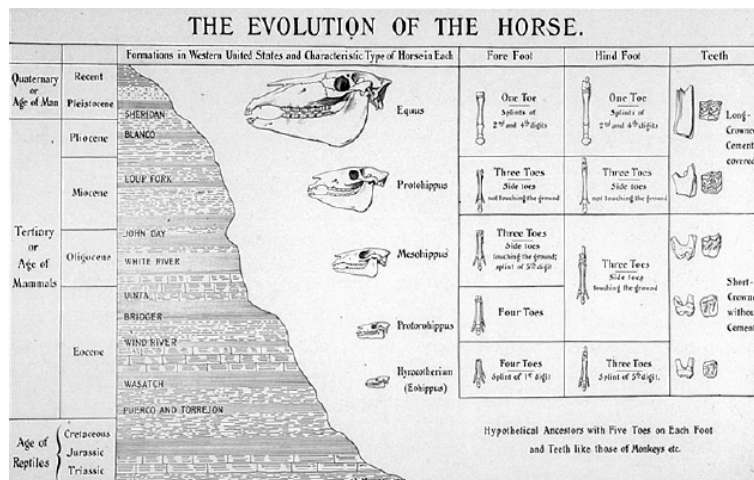 THE EVOLUTION OF THE HORSE.
Formations in Western United States and Characteristic Type of Horse in Each
Fore Foot
Hind Foot
Teeth
Quaternary
or
Age of Man
Recent
Pleistocene
SHERIDAN
Equus
One Toe
Splints of
2nd and 4th digits
One Toe
Splints of
2nd and 4th digits
Long-
Crowned
Cement
covered
Tertiary
or
Age of
Mammals
Pliocene
BLANCO
Miocene
LOUP FORK
Protohippus
Three Toes
Side toes
not touching the ground
Three Toes
Side toes
not touching the ground
Oligocene
JOHN DAY
WHITE RIVER
Mesohippus
Three Toes
Side toes
touching the ground;
splint of 5th digit
Three Toes
Side toes
touching the ground
Short-
Crowned
without
Cement
Eocene
UINTA
BRIDGER
WIND RIVER
WASATCH
PUERCO AND TORREJON
Protorohippus
Four Toes
Hyracotherium
(Eohippus)
Four Toes
Splint of 1st digit
Three Toes
Splint of 5th digit.
Age of
Reptiles
Cretaceous
Jurassic
Triassic
Hypothetical Ancestors with Five Toes on Each Foot
and Teeth like those of Monkeys etc.